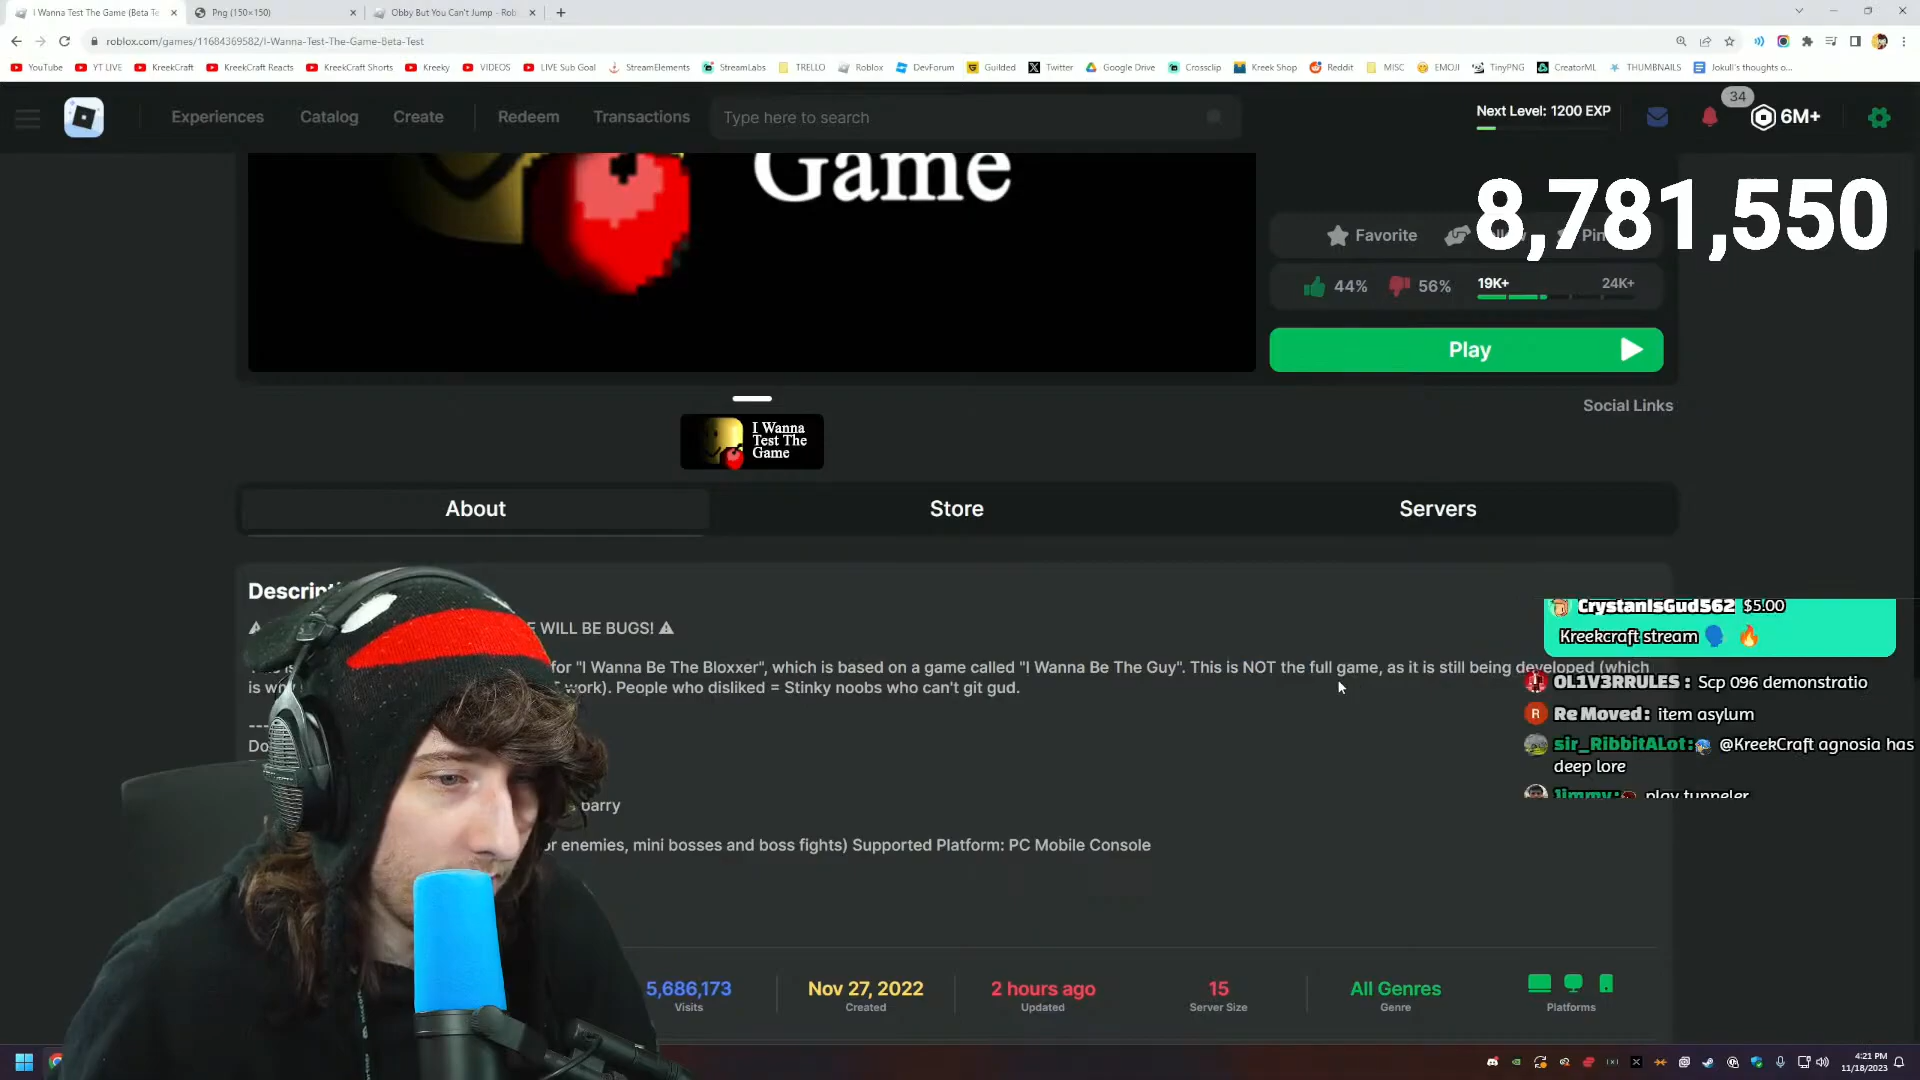 I Wanna Test The Game (Beta Te
Png (150×150)
Obby But You Can't Jump - Rob
roblox.com/games/11684369582/I-Wanna-Test-The-Game-Beta-Test
YouTube YT LIVE KreekCraft KreekCraft Reacts KreekCraft Shorts Kreeky VIDEOS LIVE Sub Goal StreamElements StreamLabs TRELLO Roblox DevForum Guilded Twitter Google Drive Crossclip Kreek Shop Reddit MISC EMOJI TinyPNG CreatorML THUMBNAILS Jokull's thoughts o...
Experiences Catalog Create Redeem Transactions Type here to search
Next Level: 1200 EXP
34
6M+
Game
8,781,550
Favorite
44% 56% 19K+ 24K+
Play
Social Links
I Wanna
Test The
Game
About Store Servers
WILL BE BUGS! ⚠
for "I Wanna Be The Bloxxer", which is based on a game called "I Wanna Be The Guy". This is NOT the full game, as it is still being developed (which
is why work). People who disliked = Stinky noobs who can't git gud.
barry
enemies, mini bosses and boss fights) Supported Platform: PC Mobile Console
CrystanIsGud562 $5.00
Kreekcraft stream 🗣 🔥
OL1V3RRULES : Scp 096 demonstratio
R Re Moved : item asylum
sir_RibbitALot: @KreekCraft agnosia has
deep lore
Jimmy: play tunneler
5,686,173
Visits
Nov 27, 2022
Created
2 hours ago
Updated
15
Server Size
All Genres
Genre
Platforms
4:21 PM
11/18/2023